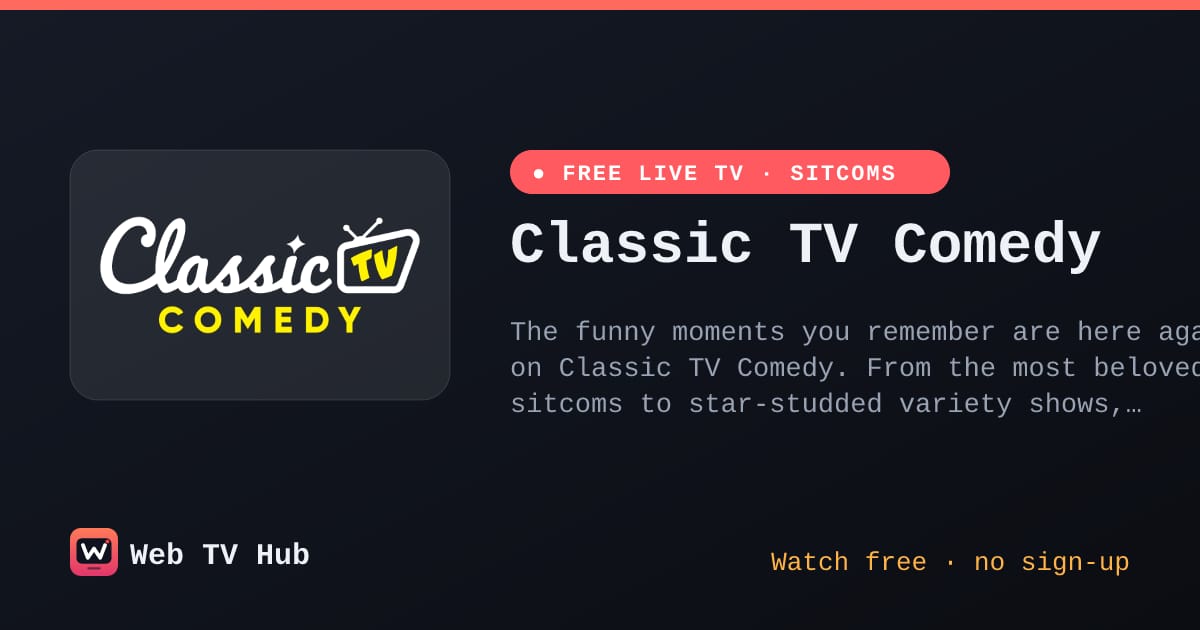 Classic TV
COMEDY
• FREE LIVE TV · SITCOMS
Classic TV Comedy
The funny moments you remember are here aga
on Classic TV Comedy. From the most beloved
sitcoms to star-studded variety shows,…
W
Web TV Hub
Watch free · no sign-up